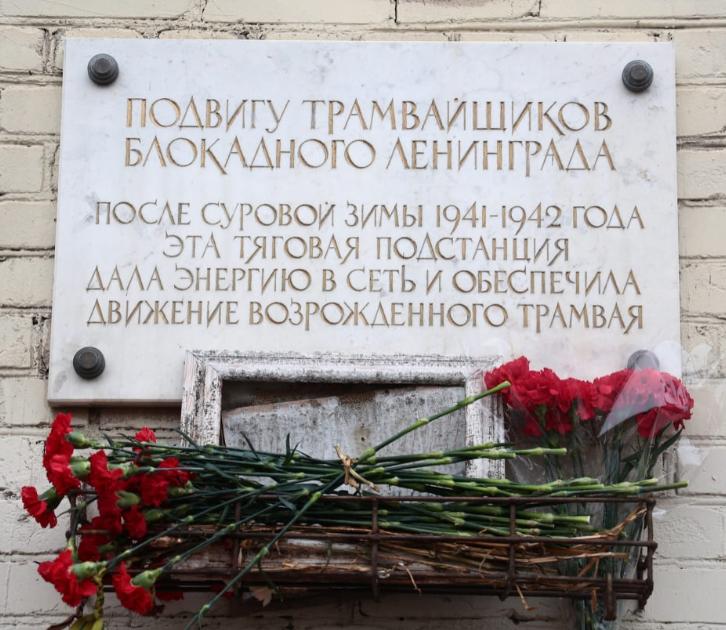 ПОДВИГУ ТРАМВАЙЩИКОВ
БЛОКАДНОГО ЛЕНИНГРАДА
ПОСЛЕ СУРОВОЙ ЗИМЫ 1941-1942 ГОДА
ЭТА ТЯГОВАЯ ПОДСТАНЦИЯ
ДАЛА ЭНЕРГИЮ В СЕТЬ И ОБЕСПЕЧИЛА
ДВИЖЕНИЕ ВОЗРОЖДЕННОГО ТРАМВАЯ